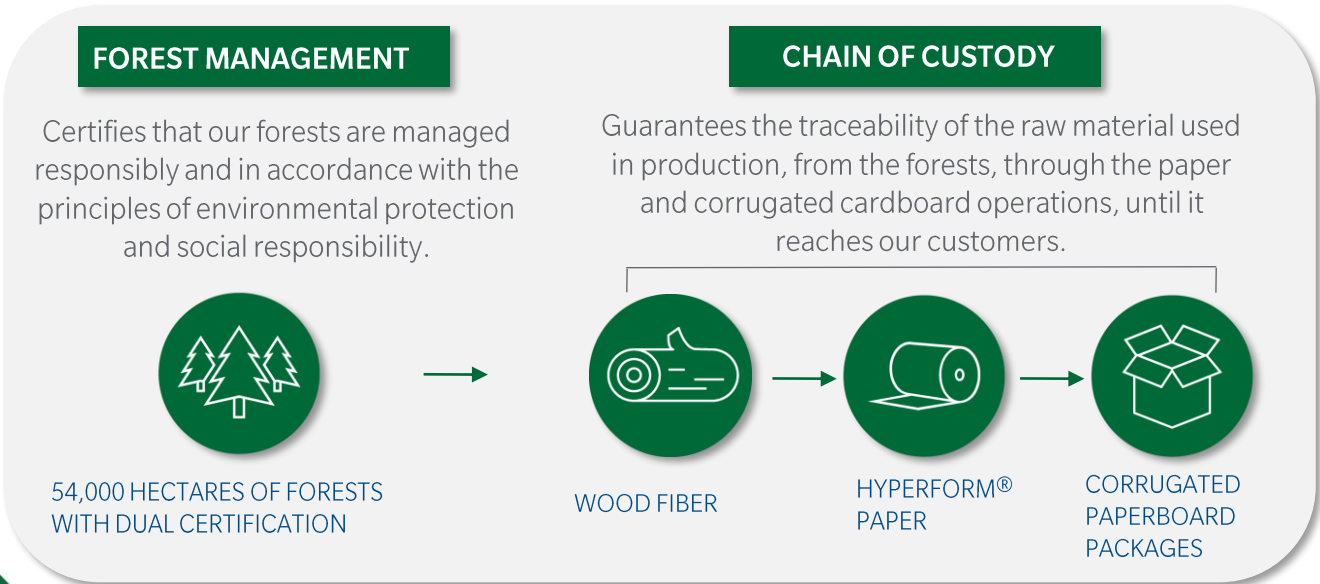 FOREST MANAGEMENT
Certifies that our forests are managed
responsibly and in accordance with the
principles of environmental protection
and social responsibility.
54,000 HECTARES OF FORESTS
WITH DUAL CERTIFICATION
CHAIN OF CUSTODY
Guarantees the traceability of the raw material used
in production, from the forests, through the paper
and corrugated cardboard operations, until it
reaches our customers.
WOOD FIBER
HYPERFORM®
PAPER
CORRUGATED
PAPERBOARD
PACKAGES